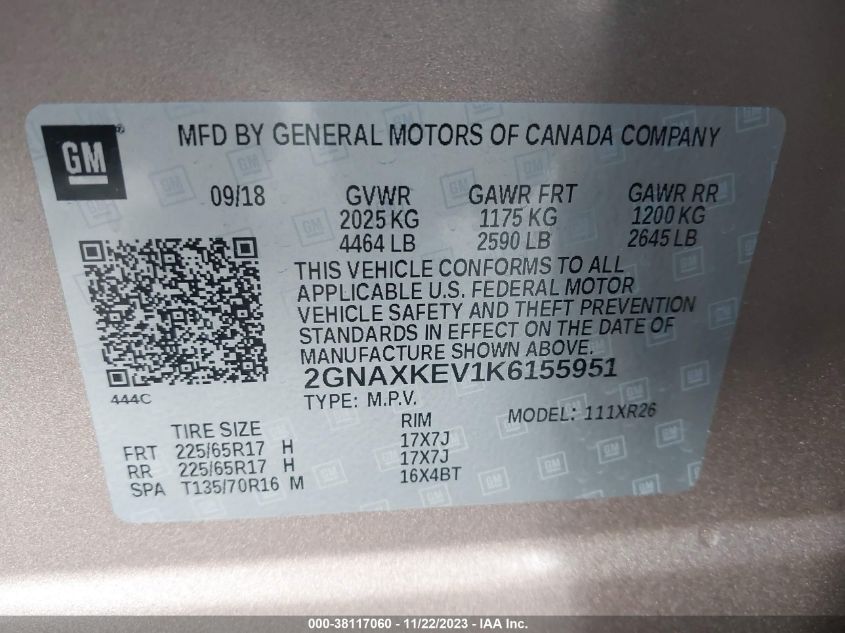 GM
MFD BY GENERAL MOTORS OF CANADA COMPANY
09/18 GVWR GAWR FRT GAWR RR
2025 KG 1175 KG 1200 KG
4464 LB 2590 LB 2645 LB
THIS VEHICLE CONFORMS TO ALL
APPLICABLE U.S. FEDERAL MOTOR
VEHICLE SAFETY AND THEFT PREVENTION
STANDARDS IN EFFECT ON THE DATE OF
MANUFACTURE SHOWN ABOVE.
2GNAXKEV1K6155951
444C
TYPE: M.P.V.
MODEL: 111XR26
TIRE SIZE RIM
FRT 225/65R17 H 17X7J
RR 225/65R17 H 17X7J
SPA T135/70R16 M 16X4BT
000-38117060 - 11/22/2023 - IAA Inc.